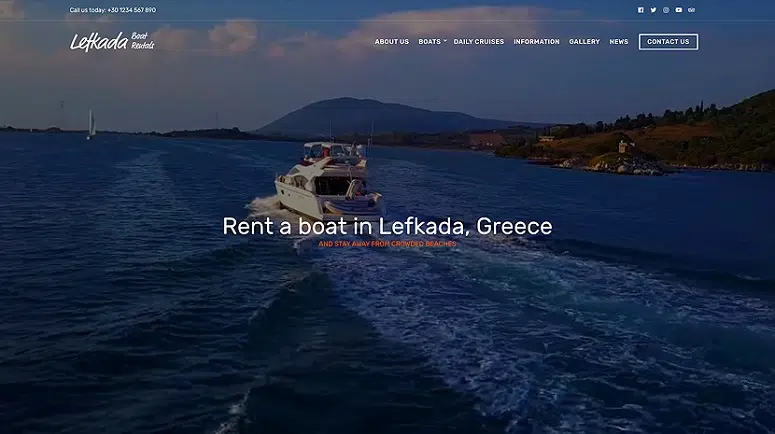 Call us today: +30 1234 567 890
Lefkada Boat
Rentals
ABOUT US BOATS DAILY CRUISES INFORMATION GALLERY NEWS CONTACT US
Rent a boat in Lefkada, Greece
AND STAY AWAY FROM CROWDED BEACHES